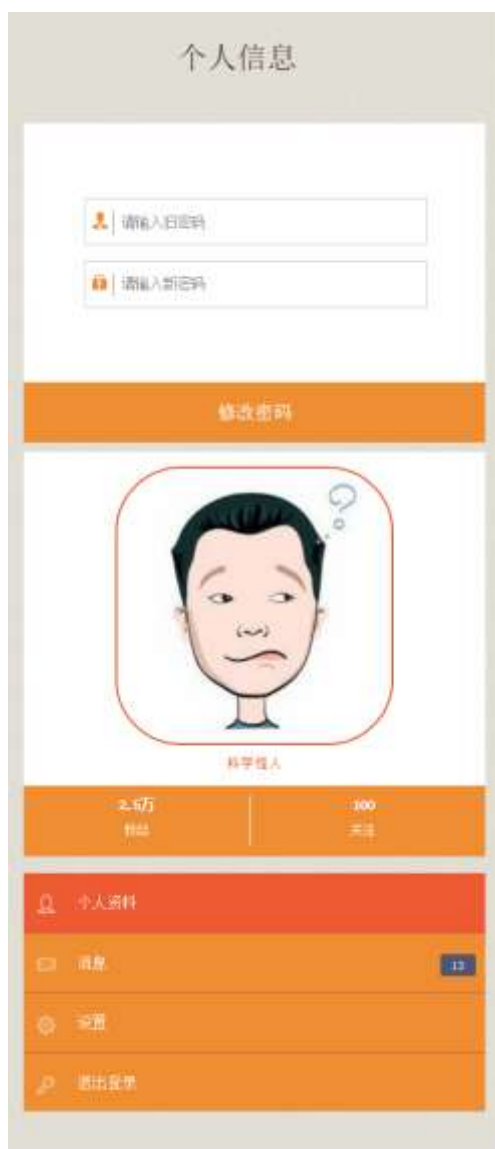 个人信息
请输入旧密码
请输入新密码
修改密码
科学怪人
2.6万
100
粉丝
关注
个人资料
消息
13
设置
退出登录